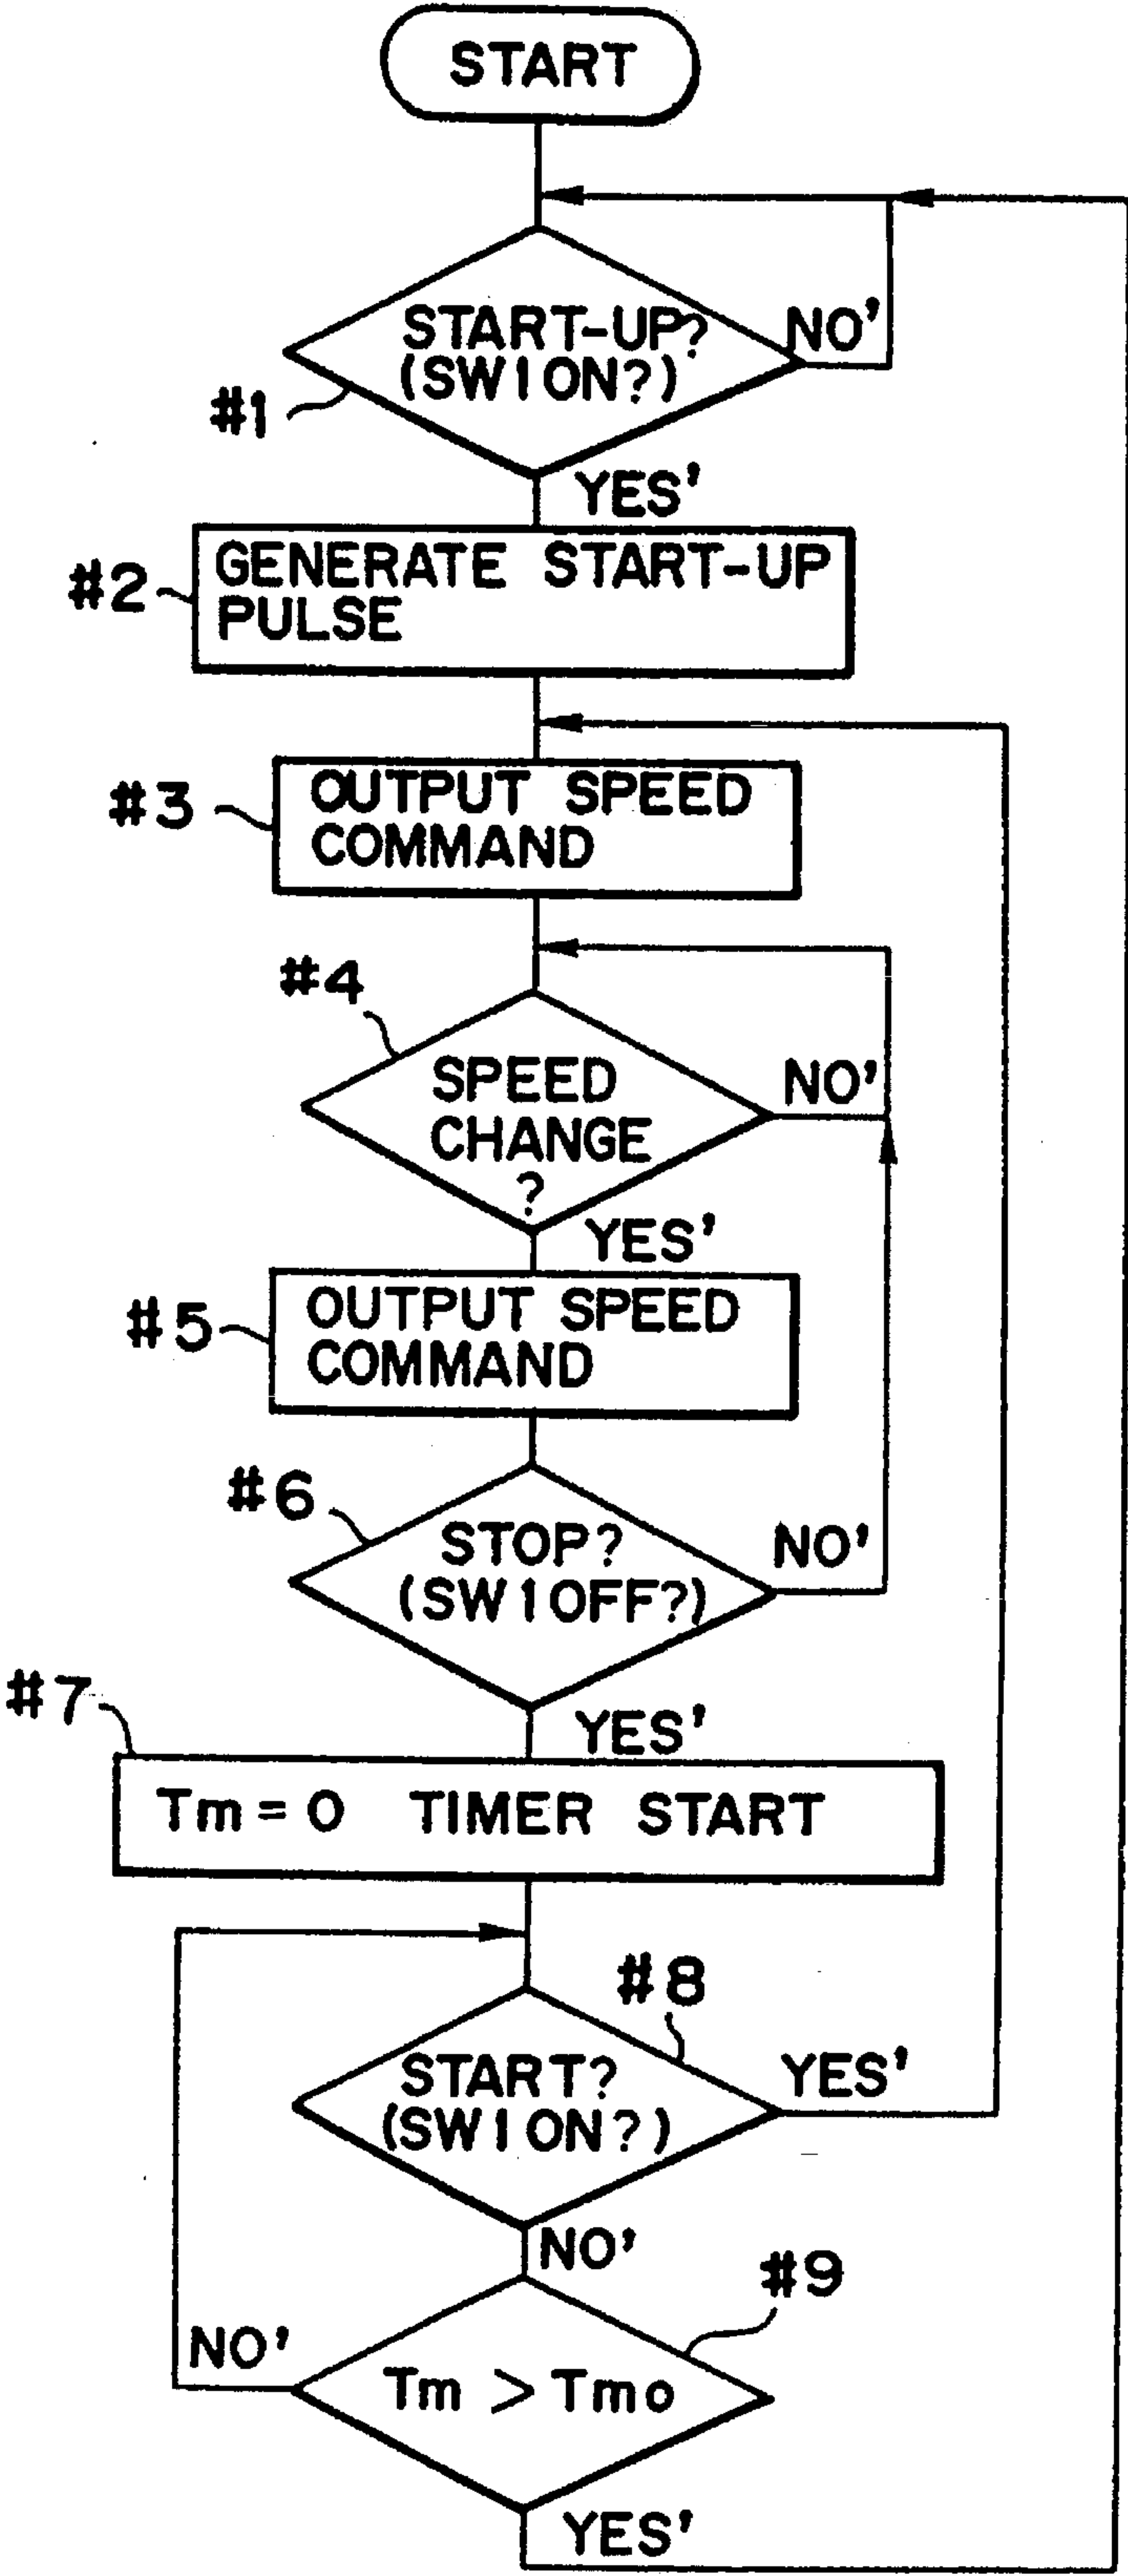 START
START-UP?
(SW1ON?)
NO'
#1
YES'
#2
GENERATE START-UP
PULSE
#3
OUTPUT SPEED
COMMAND
#4
SPEED
CHANGE
?
NO'
YES'
#5
OUTPUT SPEED
COMMAND
#6
STOP?
(SW1OFF?)
NO'
#7
YES'
Tm = 0 TIMER START
#8
START?
(SW1ON?)
YES'
NO'
#9
NO'
Tm > Tmo
YES'